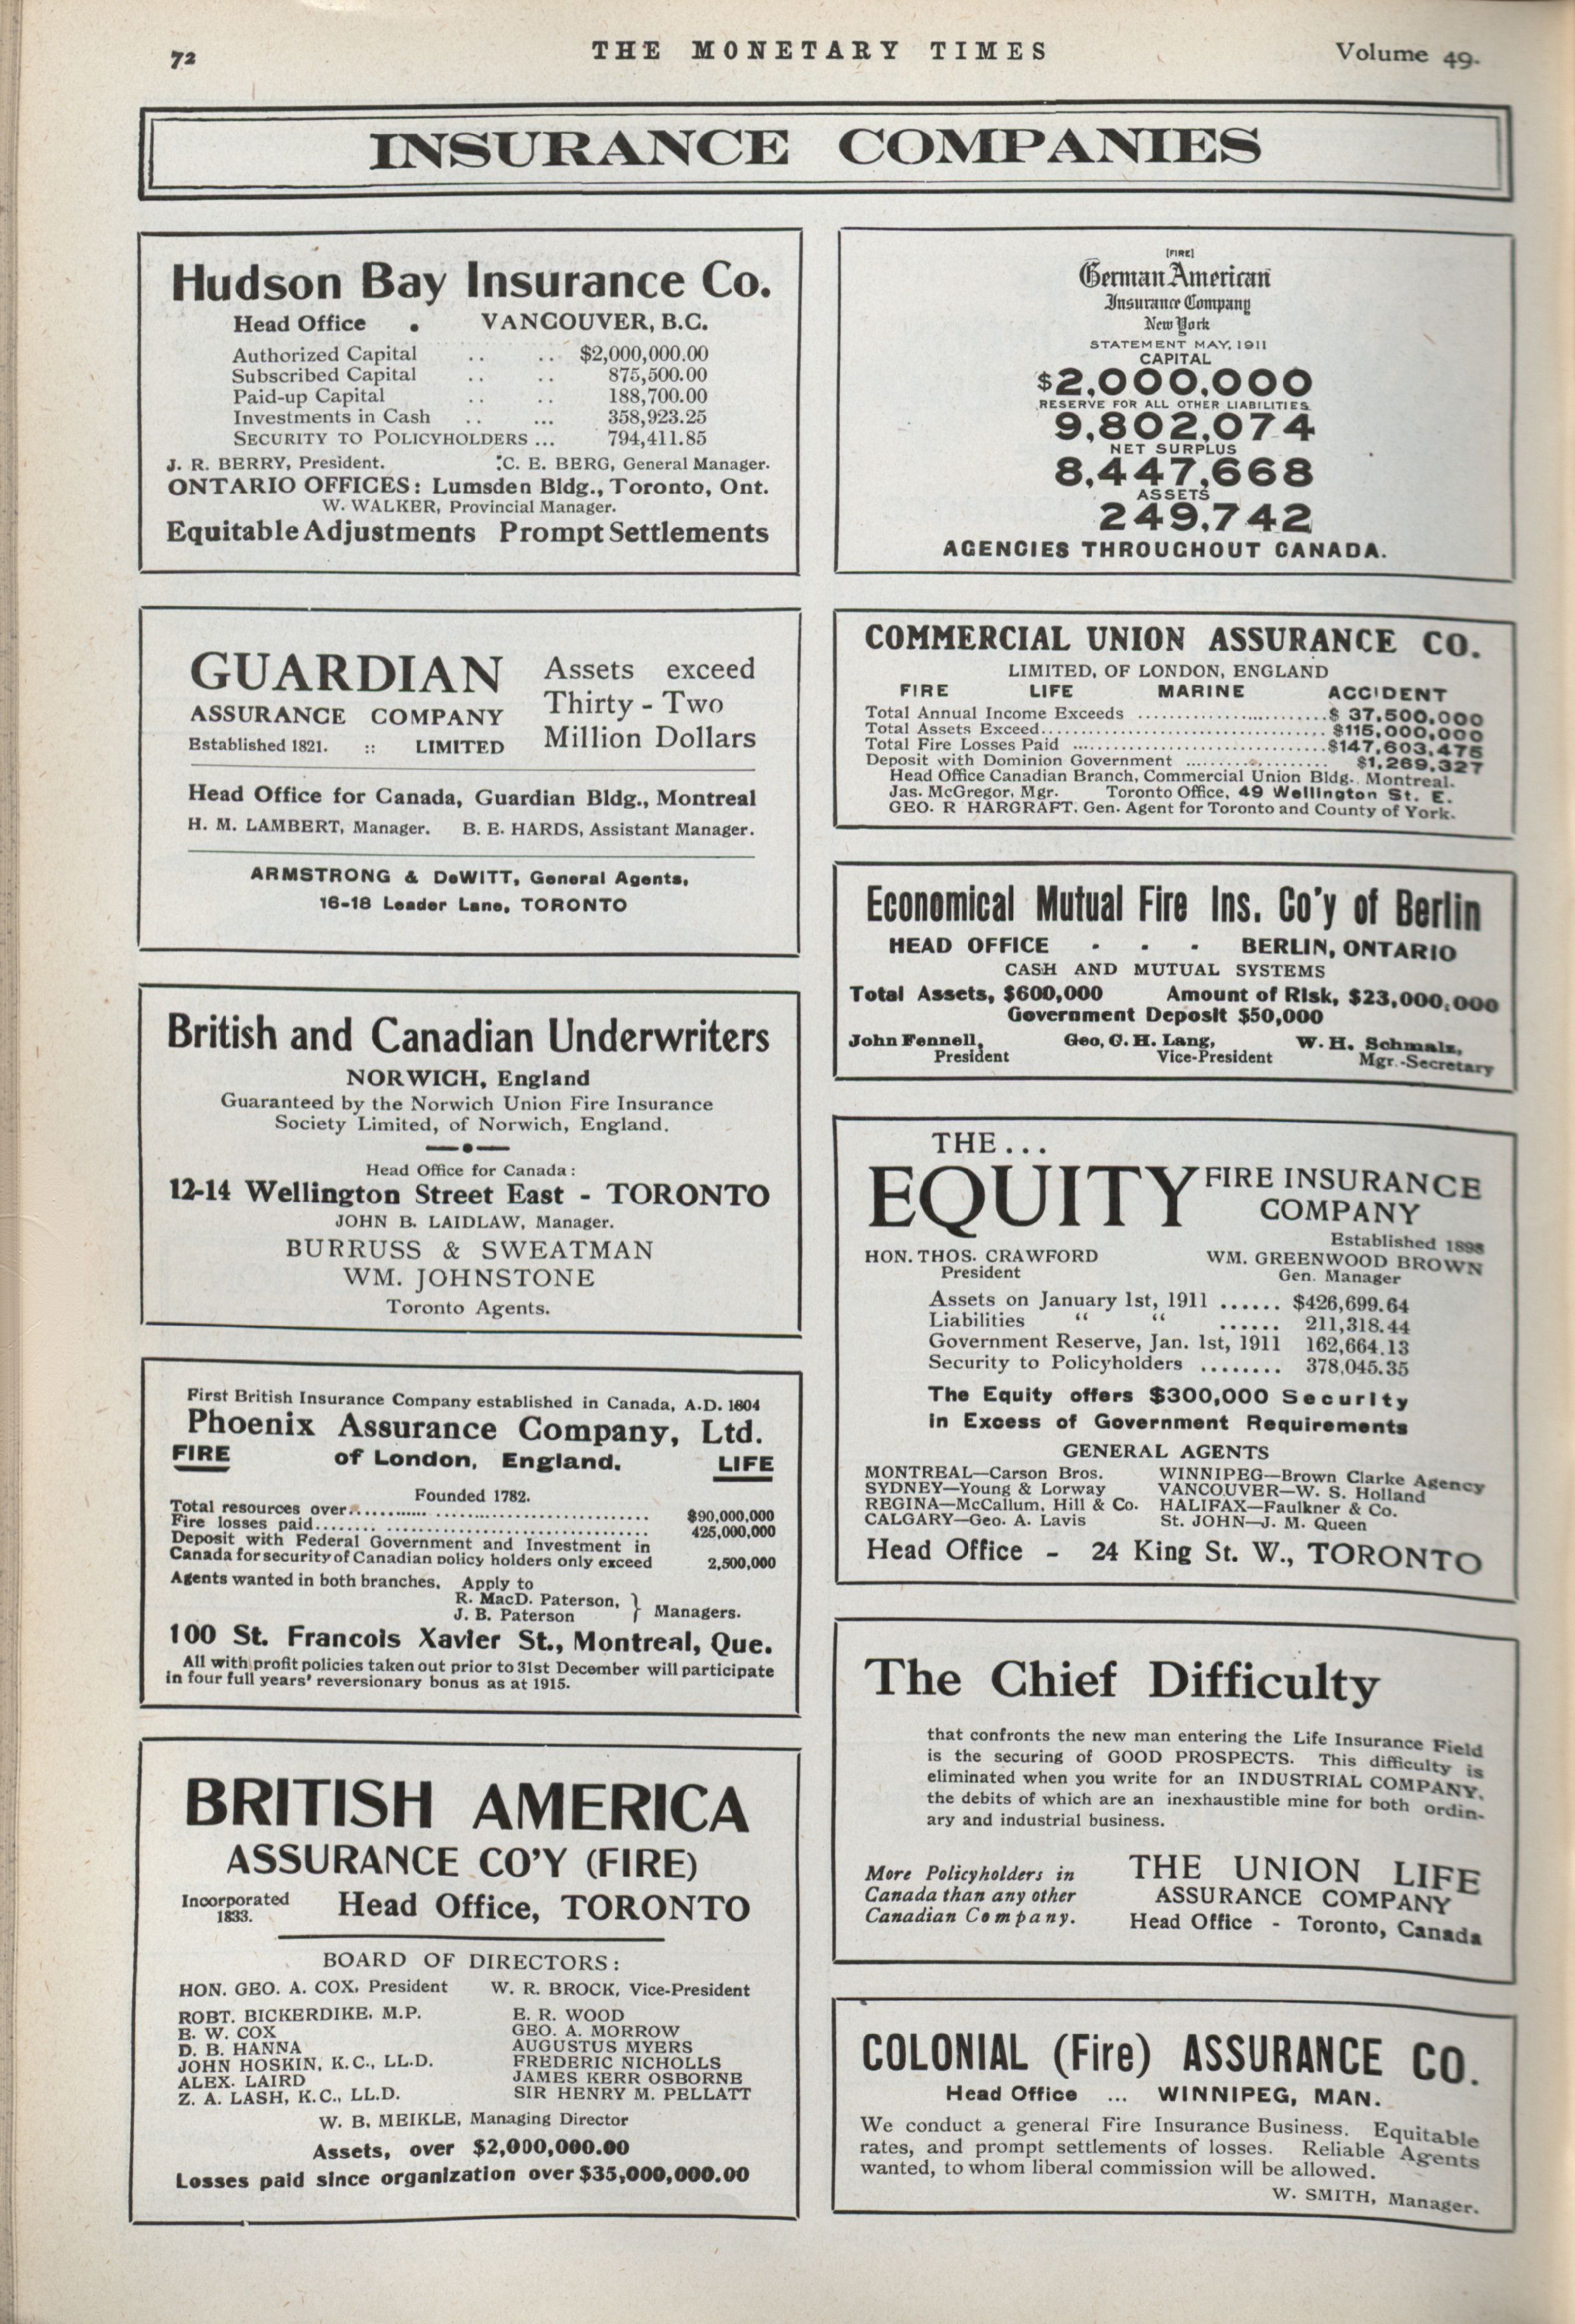 72
THE MONETARY TIMES
Volume 49.
INSURANCE COMPANIES
Hudson Bay Insurance Co.
Head Office . VANCOUVER, B.C.
Authorized Capital .. .. $2,000,000.00
Subscribed Capital .. .. 875,500.00
Paid-up Capital .. .. 188,700.00
Investments in Cash .. ... 358,923.25
SECURITY TO POLICYHOLDERS ... 794,411.85
J. R. BERRY, President. C. E. BERG, General Manager.
ONTARIO OFFICES: Lumsden Bldg., Toronto, Ont.
W. WALKER, Provincial Manager.
Equitable Adjustments Prompt Settlements
GUARDIAN
ASSURANCE COMPANY
Established 1821. :: LIMITED
Assets exceed
Thirty - Two
Million Dollars
Head Office for Canada, Guardian Bldg., Montreal
H. M. LAMBERT, Manager. B. E. HARDS, Assistant Manager.
ARMSTRONG & DeWITT, General Agents,
16-18 Leader Lane, TORONTO
British and Canadian Underwriters
NORWICH, England
Guaranteed by the Norwich Union Fire Insurance
Society Limited, of Norwich, England.
Head Office for Canada:
12-14 Wellington Street East - TORONTO
JOHN B. LAIDLAW, Manager.
BURRUSS & SWEATMAN
WM. JOHNSTONE
Toronto Agents.
First British Insurance Company established in Canada, A.D. 1804
Phoenix Assurance Company, Ltd.
FIRE of London, England. LIFE
Founded 1782.
Total resources over.......... $90,000,000
Fire losses paid.......... 425,000,000
Deposit with Federal Government and Investment in
Canada for security of Canadian policy holders only exceed 2,500,000
Agents wanted in both branches. Apply to
R. MacD. Paterson,
J. B. Paterson } Managers.
100 St. Francois Xavier St., Montreal, Que.
All with profit policies taken out prior to 31st December will participate
in four full years' reversionary bonus as at 1915.
BRITISH AMERICA
ASSURANCE CO'Y (FIRE)
Incorporated 1833. Head Office, TORONTO
BOARD OF DIRECTORS:
HON. GEO. A. COX, President W. R. BROCK, Vice-President
ROBT. BICKERDIKE, M.P. E. R. WOOD
E. W. COX GEO. A. MORROW
D. B. HANNA AUGUSTUS MYERS
JOHN HOSKIN, K.C., LL.D. FREDERIC NICHOLLS
ALEX. LAIRD JAMES KERR OSBORNE
Z. A. LASH, K.C., LL.D. SIR HENRY M. PELLATT
W. B. MEIKLE, Managing Director
Assets, over $2,000,000.00
Losses paid since organization over $35,000,000.00
[FIRE]
German American
Insurance Company
New York
STATEMENT MAY, 1911
CAPITAL
$2,000,000
RESERVE FOR ALL OTHER LIABILITIES
9,802,074
NET SURPLUS
8,447,668
ASSETS
249,742
AGENCIES THROUGHOUT CANADA.
COMMERCIAL UNION ASSURANCE CO.
LIMITED, OF LONDON, ENGLAND
FIRE LIFE MARINE ACCIDENT
Total Annual Income Exceeds ..........$ 37,500,000
Total Assets Exceed..........$115,000,000
Total Fire Losses Paid ..........$147,603,475
Deposit with Dominion Government .......... $1,269,327
Head Office Canadian Branch, Commercial Union Bldg., Montreal.
Jas. McGregor, Mgr. Toronto Office, 49 Wellington St. E.
GEO. R HARGRAFT, Gen. Agent for Toronto and County of York.
Economical Mutual Fire Ins. Co'y of Berlin
HEAD OFFICE - - - BERLIN, ONTARIO
CASH AND MUTUAL SYSTEMS
Total Assets, $600,000 Amount of Risk, $23,000,000
Government Deposit $50,000
John Fennell, Geo. C. H. Lang, W. H. Schmalz,
President Vice-President Mgr.-Secretary
THE...
EQUITY FIRE INSURANCE
COMPANY
Established 1898
HON. THOS. CRAWFORD WM. GREENWOOD BROWN
President Gen. Manager
Assets on January 1st, 1911 ...... $426,699.64
Liabilities " " ...... 211,318.44
Government Reserve, Jan. 1st, 1911 162,664.13
Security to Policyholders ........ 378,045.35
The Equity offers $300,000 Security
in Excess of Government Requirements
GENERAL AGENTS
MONTREAL—Carson Bros. WINNIPEG—Brown Clarke Agency
SYDNEY—Young & Lorway VANCOUVER—W. S. Holland
REGINA—McCallum, Hill & Co. HALIFAX—Faulkner & Co.
CALGARY—Geo. A. Lavis St. JOHN—J. M. Queen
Head Office - 24 King St. W., TORONTO
The Chief Difficulty
that confronts the new man entering the Life Insurance Field
is the securing of GOOD PROSPECTS. This difficulty is
eliminated when you write for an INDUSTRIAL COMPANY,
the debits of which are an inexhaustible mine for both ordin-
ary and industrial business.
More Policyholders in
Canada than any other
Canadian Company.
THE UNION LIFE
ASSURANCE COMPANY
Head Office - Toronto, Canada
COLONIAL (Fire) ASSURANCE CO.
Head Office ... WINNIPEG, MAN.
We conduct a general Fire Insurance Business. Equitable
rates, and prompt settlements of losses. Reliable Agents
wanted, to whom liberal commission will be allowed.
W. SMITH, Manager.